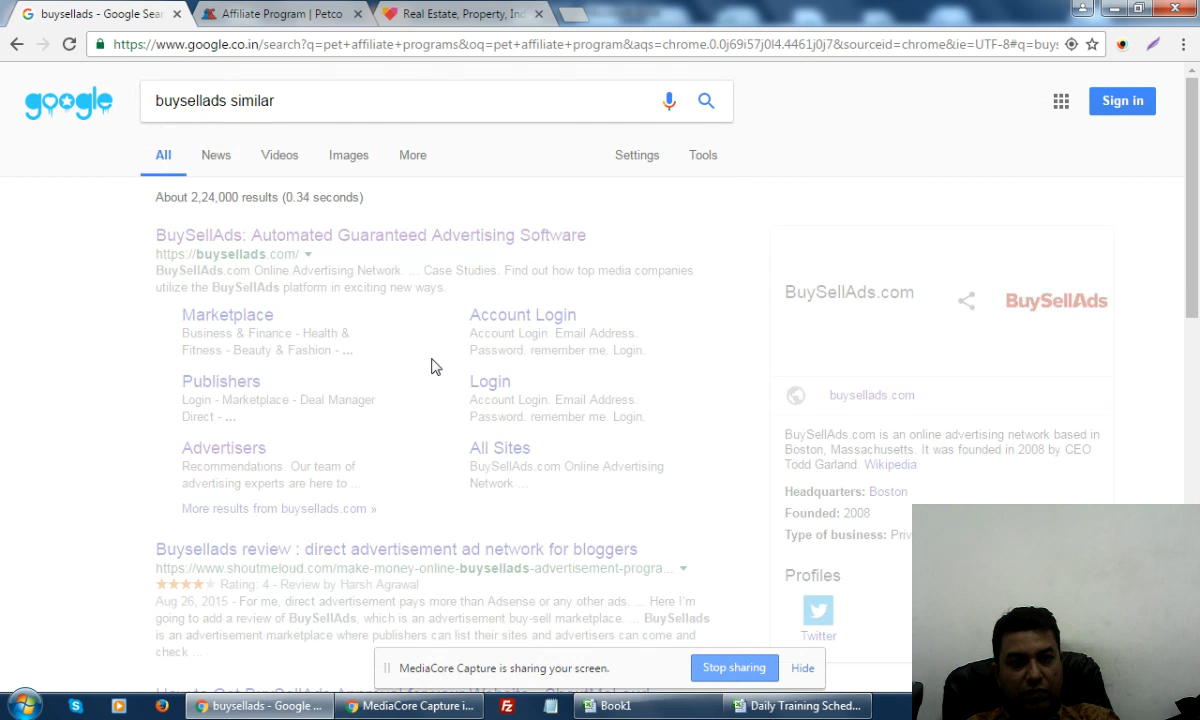 buysellads - Google Sear
Affiliate Program | Petco
Real Estate, Property, Ind
https://www.google.co.in/search?q=pet+affiliate+programs&oq=pet+affiliate+program&aqs=chrome.0.0j69i57j0l4.4461j0j7&sourceid=chrome&ie=UTF-8#q=buys
google
buysellads similar
Sign in
All
News
Videos
Images
More
Settings
Tools
About 2,24,000 results (0.34 seconds)
BuySellAds: Automated Guaranteed Advertising Software
https://buysellads.com/
BuySellAds.com Online Advertising Network. ... Case Studies. Find out how top media companies
utilize the BuySellAds platform in exciting new ways.
Marketplace
Business & Finance - Health &
Fitness - Beauty & Fashion - ...
Account Login
Account Login. Email Address.
Password. remember me. Login.
Publishers
Login - Marketplace - Deal Manager
Direct - ...
Login
Account Login. Email Address.
Password. remember me. Login.
Advertisers
Recommendations. Our team of
advertising experts are here to ...
All Sites
BuySellAds.com Online Advertising
Network ...
More results from buysellads.com »
Buysellads review : direct advertisement ad network for bloggers
https://www.shoutmeloud.com/make-money-online-buysellads-advertisement-progra...
Rating: 4 - Review by Harsh Agrawal
Aug 26, 2015 - For me, direct advertisement pays more than Adsense or any other ads. ... Here I'm
going to add a review of BuySellAds, which is an advertisement buy-sell marketplace. ... BuySellAds
is an advertisement marketplace where publishers can list their sites and advertisers can come and
check ...
BuySellAds.com
BuySellAds
buysellads.com
BuySellAds.com is an online advertising network based in
Boston, Massachusetts. It was founded in 2008 by CEO
Todd Garland. Wikipedia
Headquarters: Boston
Founded: 2008
Type of business: Priv
Profiles
Twitter
MediaCore Capture is sharing your screen.
Stop sharing
Hide
buysellads - Google ...
MediaCore Capture i...
Book1
Daily Training Sched...